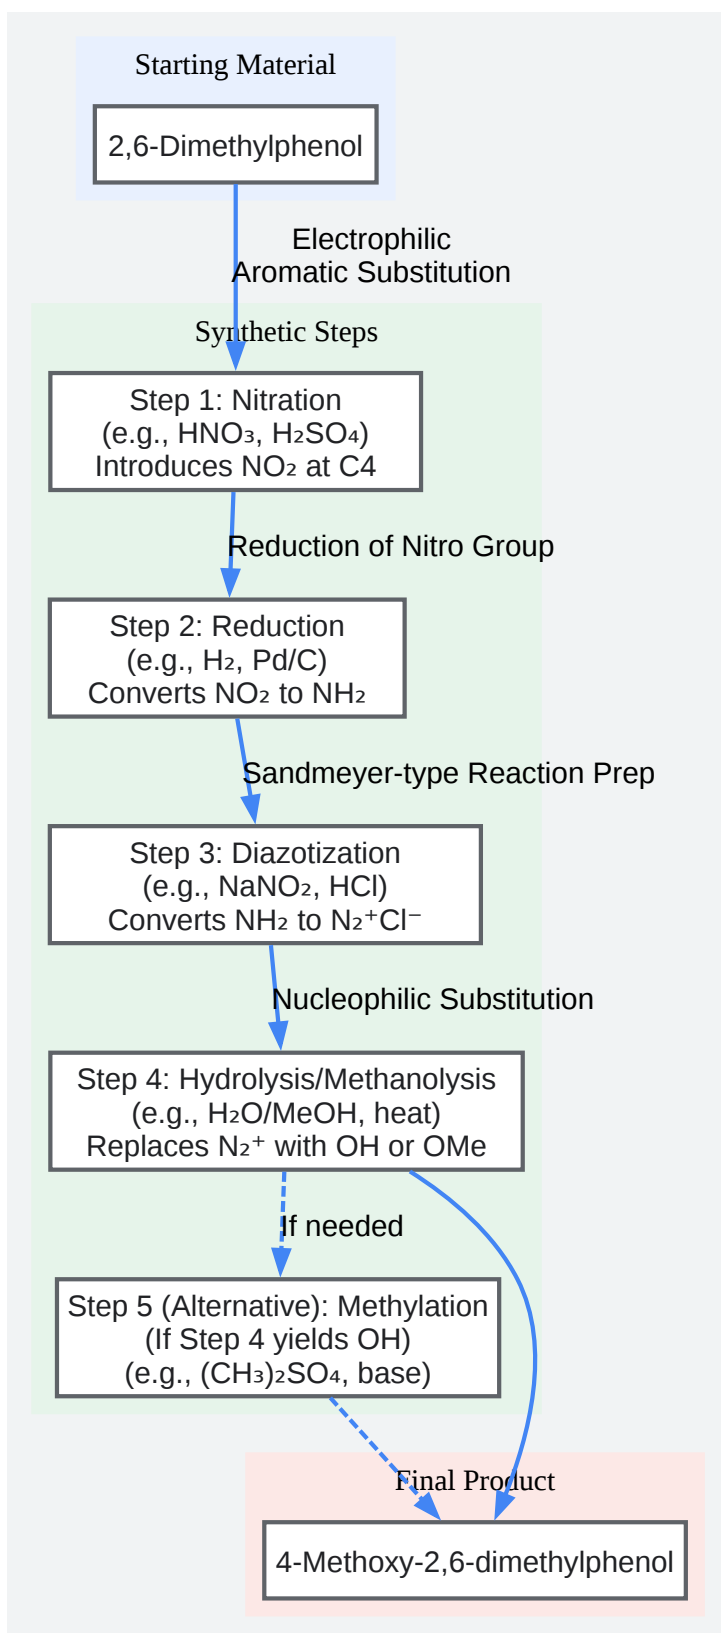 Starting Material
2,6-Dimethylphenol
Electrophilic
Aromatic Substitution
Synthetic Steps
Step 1: Nitration
(e.g., HNO₃, H₂SO₄)
Introduces NO₂ at C4
Reduction of Nitro Group
Step 2: Reduction
(e.g., H₂, Pd/C)
Converts NO₂ to NH₂
Sandmeyer-type Reaction Prep
Step 3: Diazotization
(e.g., NaNO₂, HCl)
Converts NH₂ to N₂⁺Cl⁻
Nucleophilic Substitution
Step 4: Hydrolysis/Methanolysis
(e.g., H₂O/MeOH, heat)
Replaces N₂⁺ with OH or OMe
If needed
Step 5 (Alternative): Methylation
(If Step 4 yields OH)
(e.g., (CH₃)₂SO₄, base)
Final Product
4-Methoxy-2,6-dimethylphenol